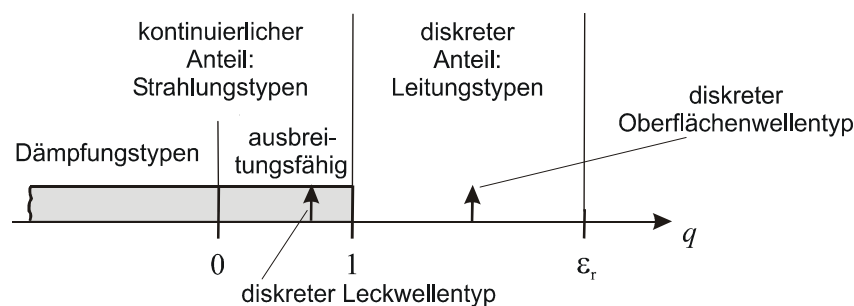 kontinuierlicher
Anteil:
Strahlungstypen
diskreter
Anteil:
Leitungstypen
diskreter
Oberflächenwellentyp
Dämpfungstypen
ausbrei-
tungsfähig
0
1
εr
q
diskreter Leckwellentyp